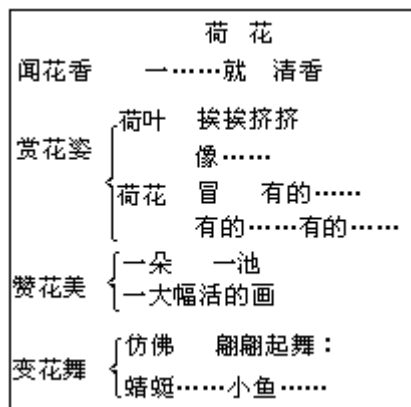 荷 花
闻花香 一……就 清香
荷叶 挨挨挤挤
赏花姿 像……
荷花 冒 有的……
有的……有的……
一朵 一池
赞花美
一大幅活的画
仿佛 翩翩起舞：
变花舞
蜻蜓……小鱼……